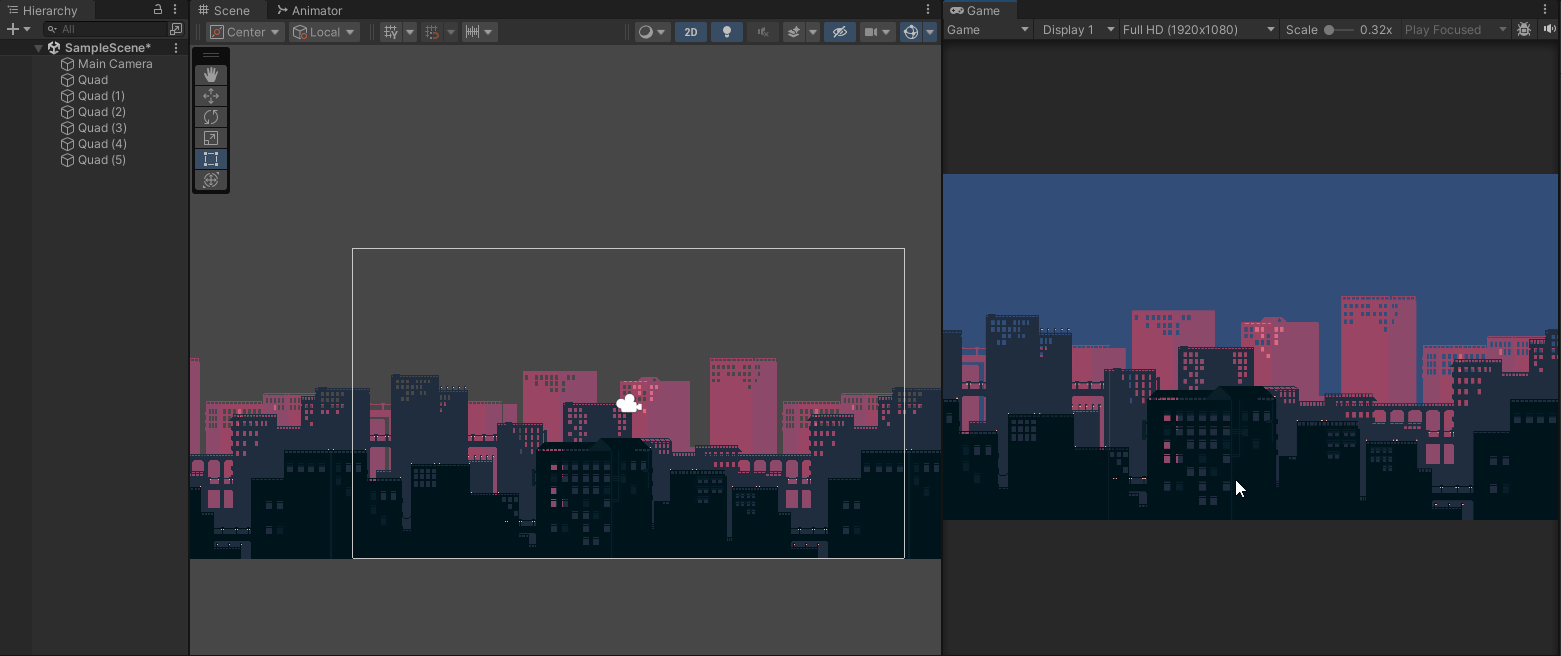 Hierarchy
All
SampleScene*
Main Camera
Quad
Quad (1)
Quad (2)
Quad (3)
Quad (4)
Quad (5)
Scene
Animator
Center
Local
2D
Game
Game
Display 1
Full HD (1920x1080)
Scale
0.32x
Play Focused